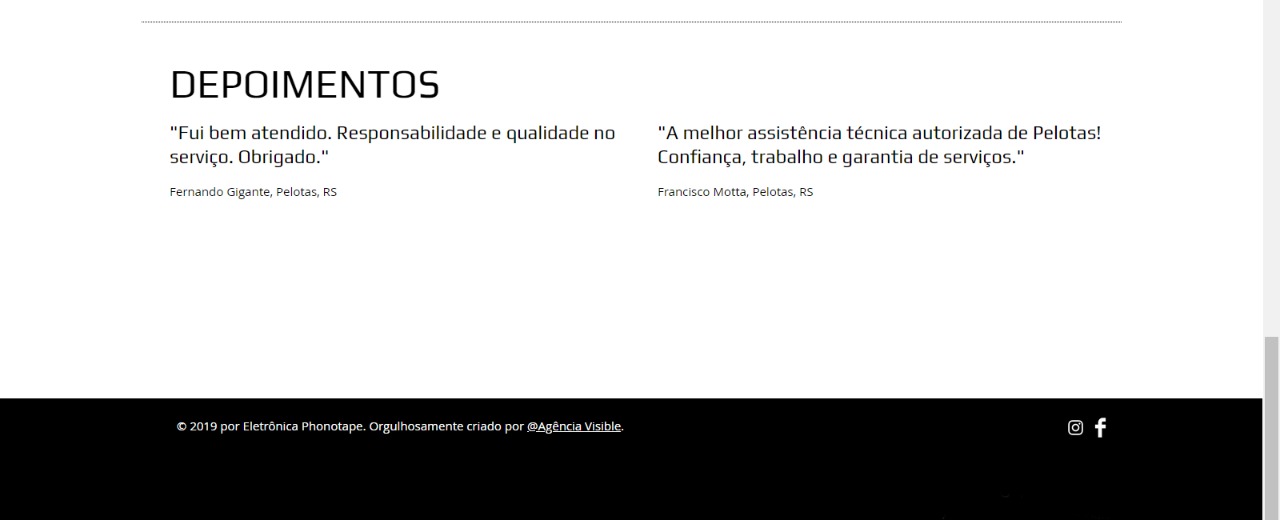 DEPOIMENTOS
"Fui bem atendido. Responsabilidade e qualidade no
serviço. Obrigado."
Fernando Gigante, Pelotas, RS
"A melhor assistência técnica autorizada de Pelotas!
Confiança, trabalho e garantia de serviços."
Francisco Motta, Pelotas, RS
© 2019 por Eletrônica Phonotape. Orgulhosamente criado por @Agência Visible.